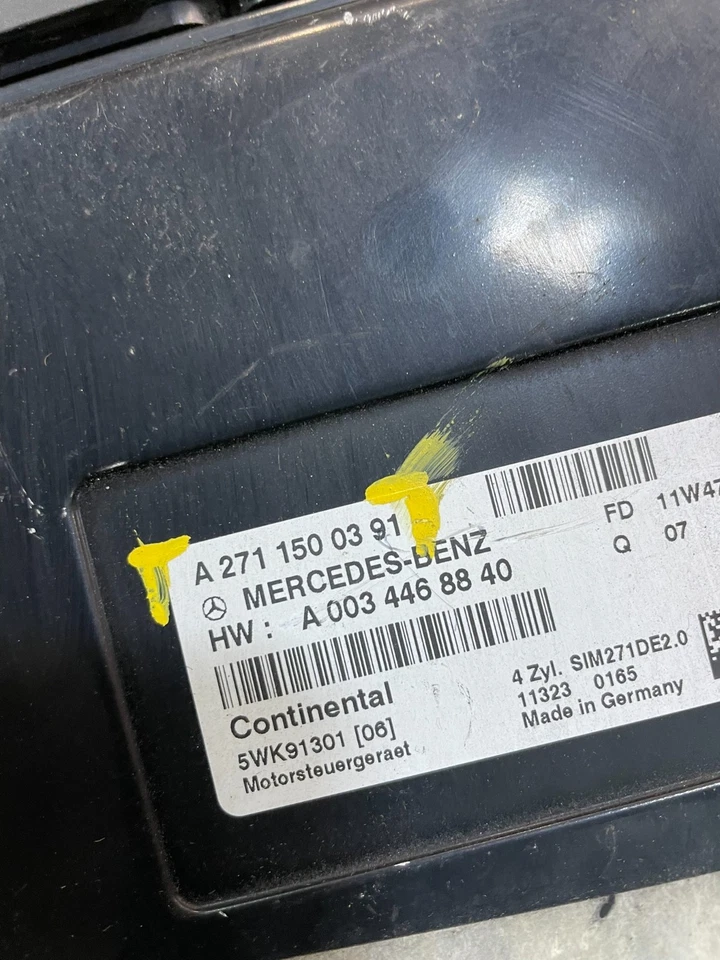 A 271 150 03 91
MERCEDES-BENZ
HW : A 003 446 88 40
FD 11W47
Q 07
Continental
5WK91301 [06]
Motorsteuergeraet
4 Zyl. SIM271DE2.0
11323 0165
Made in Germany